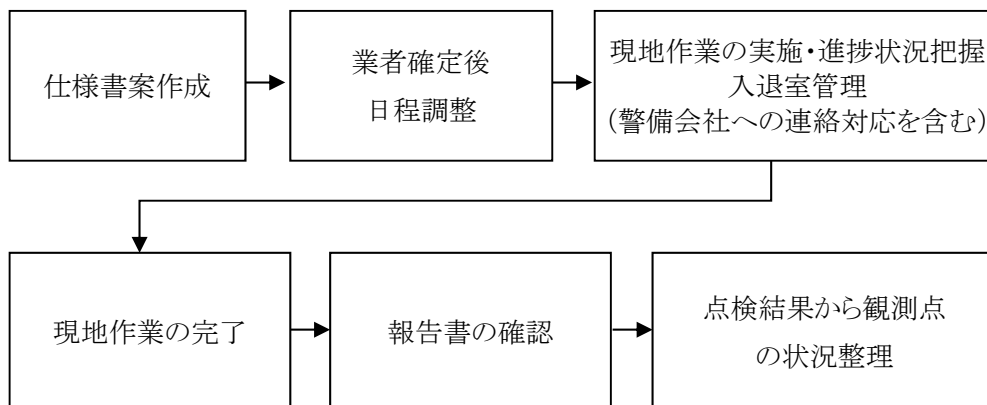 仕様書案作成
業者確定後
日程調整
現地作業の実施・進捗状況把握
入退室管理
(警備会社への連絡対応を含む)
現地作業の完了
報告書の確認
点検結果から観測点
の状況整理